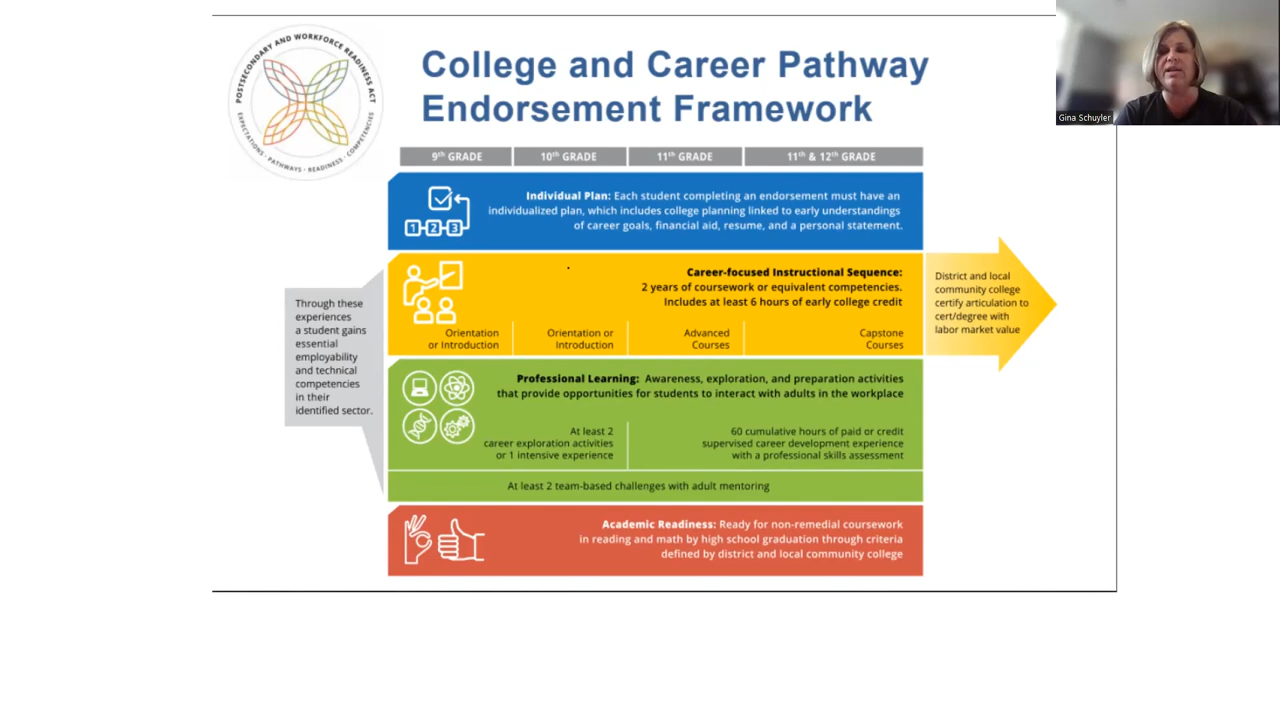 POSTSECONDARY AND WORKFORCE READINESS ACT
EXPECTATIONS • PATHWAYS • READINESS • COMPETENCIES
College and Career Pathway
Endorsement Framework
Gina Schuyler
9th GRADE
10th GRADE
11th GRADE
11th & 12th GRADE
Individual Plan: Each student completing an endorsement must have an
individualized plan, which includes college planning linked to early understandings
of career goals, financial aid, resume, and a personal statement.
1 2 3
Career-focused Instructional Sequence:
2 years of coursework or equivalent competencies.
Includes at least 6 hours of early college credit
Orientation
or Introduction
Orientation or
Introduction
Advanced
Courses
Capstone
Courses
District and local
community college
certify articulation to
cert/degree with
labor market value
Through these
experiences
a student gains
essential
employability
and technical
competencies
in their
identified sector.
Professional Learning: Awareness, exploration, and preparation activities
that provide opportunities for students to interact with adults in the workplace
At least 2
career exploration activities
or 1 intensive experience
60 cumulative hours of paid or credit
supervised career development experience
with a professional skills assessment
At least 2 team-based challenges with adult mentoring
Academic Readiness: Ready for non-remedial coursework
in reading and math by high school graduation through criteria
defined by district and local community college